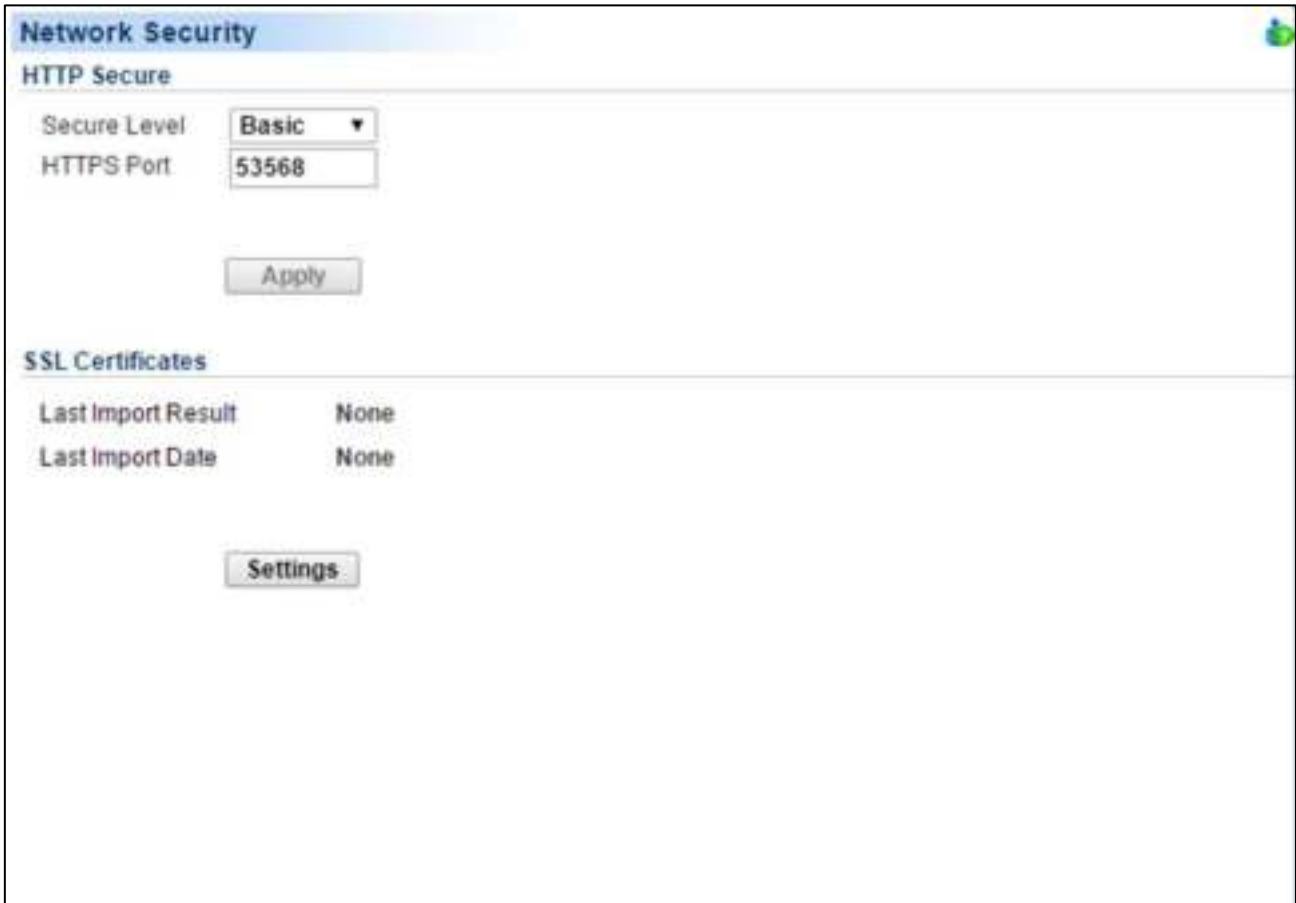 Network Security
HTTP Secure
Secure Level Basic
HTTPS Port 53568
Apply
SSL Certificates
Last Import Result None
Last Import Date None
Settings